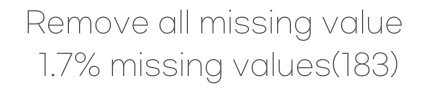 Remove all missing value
1.7% missing values(183)